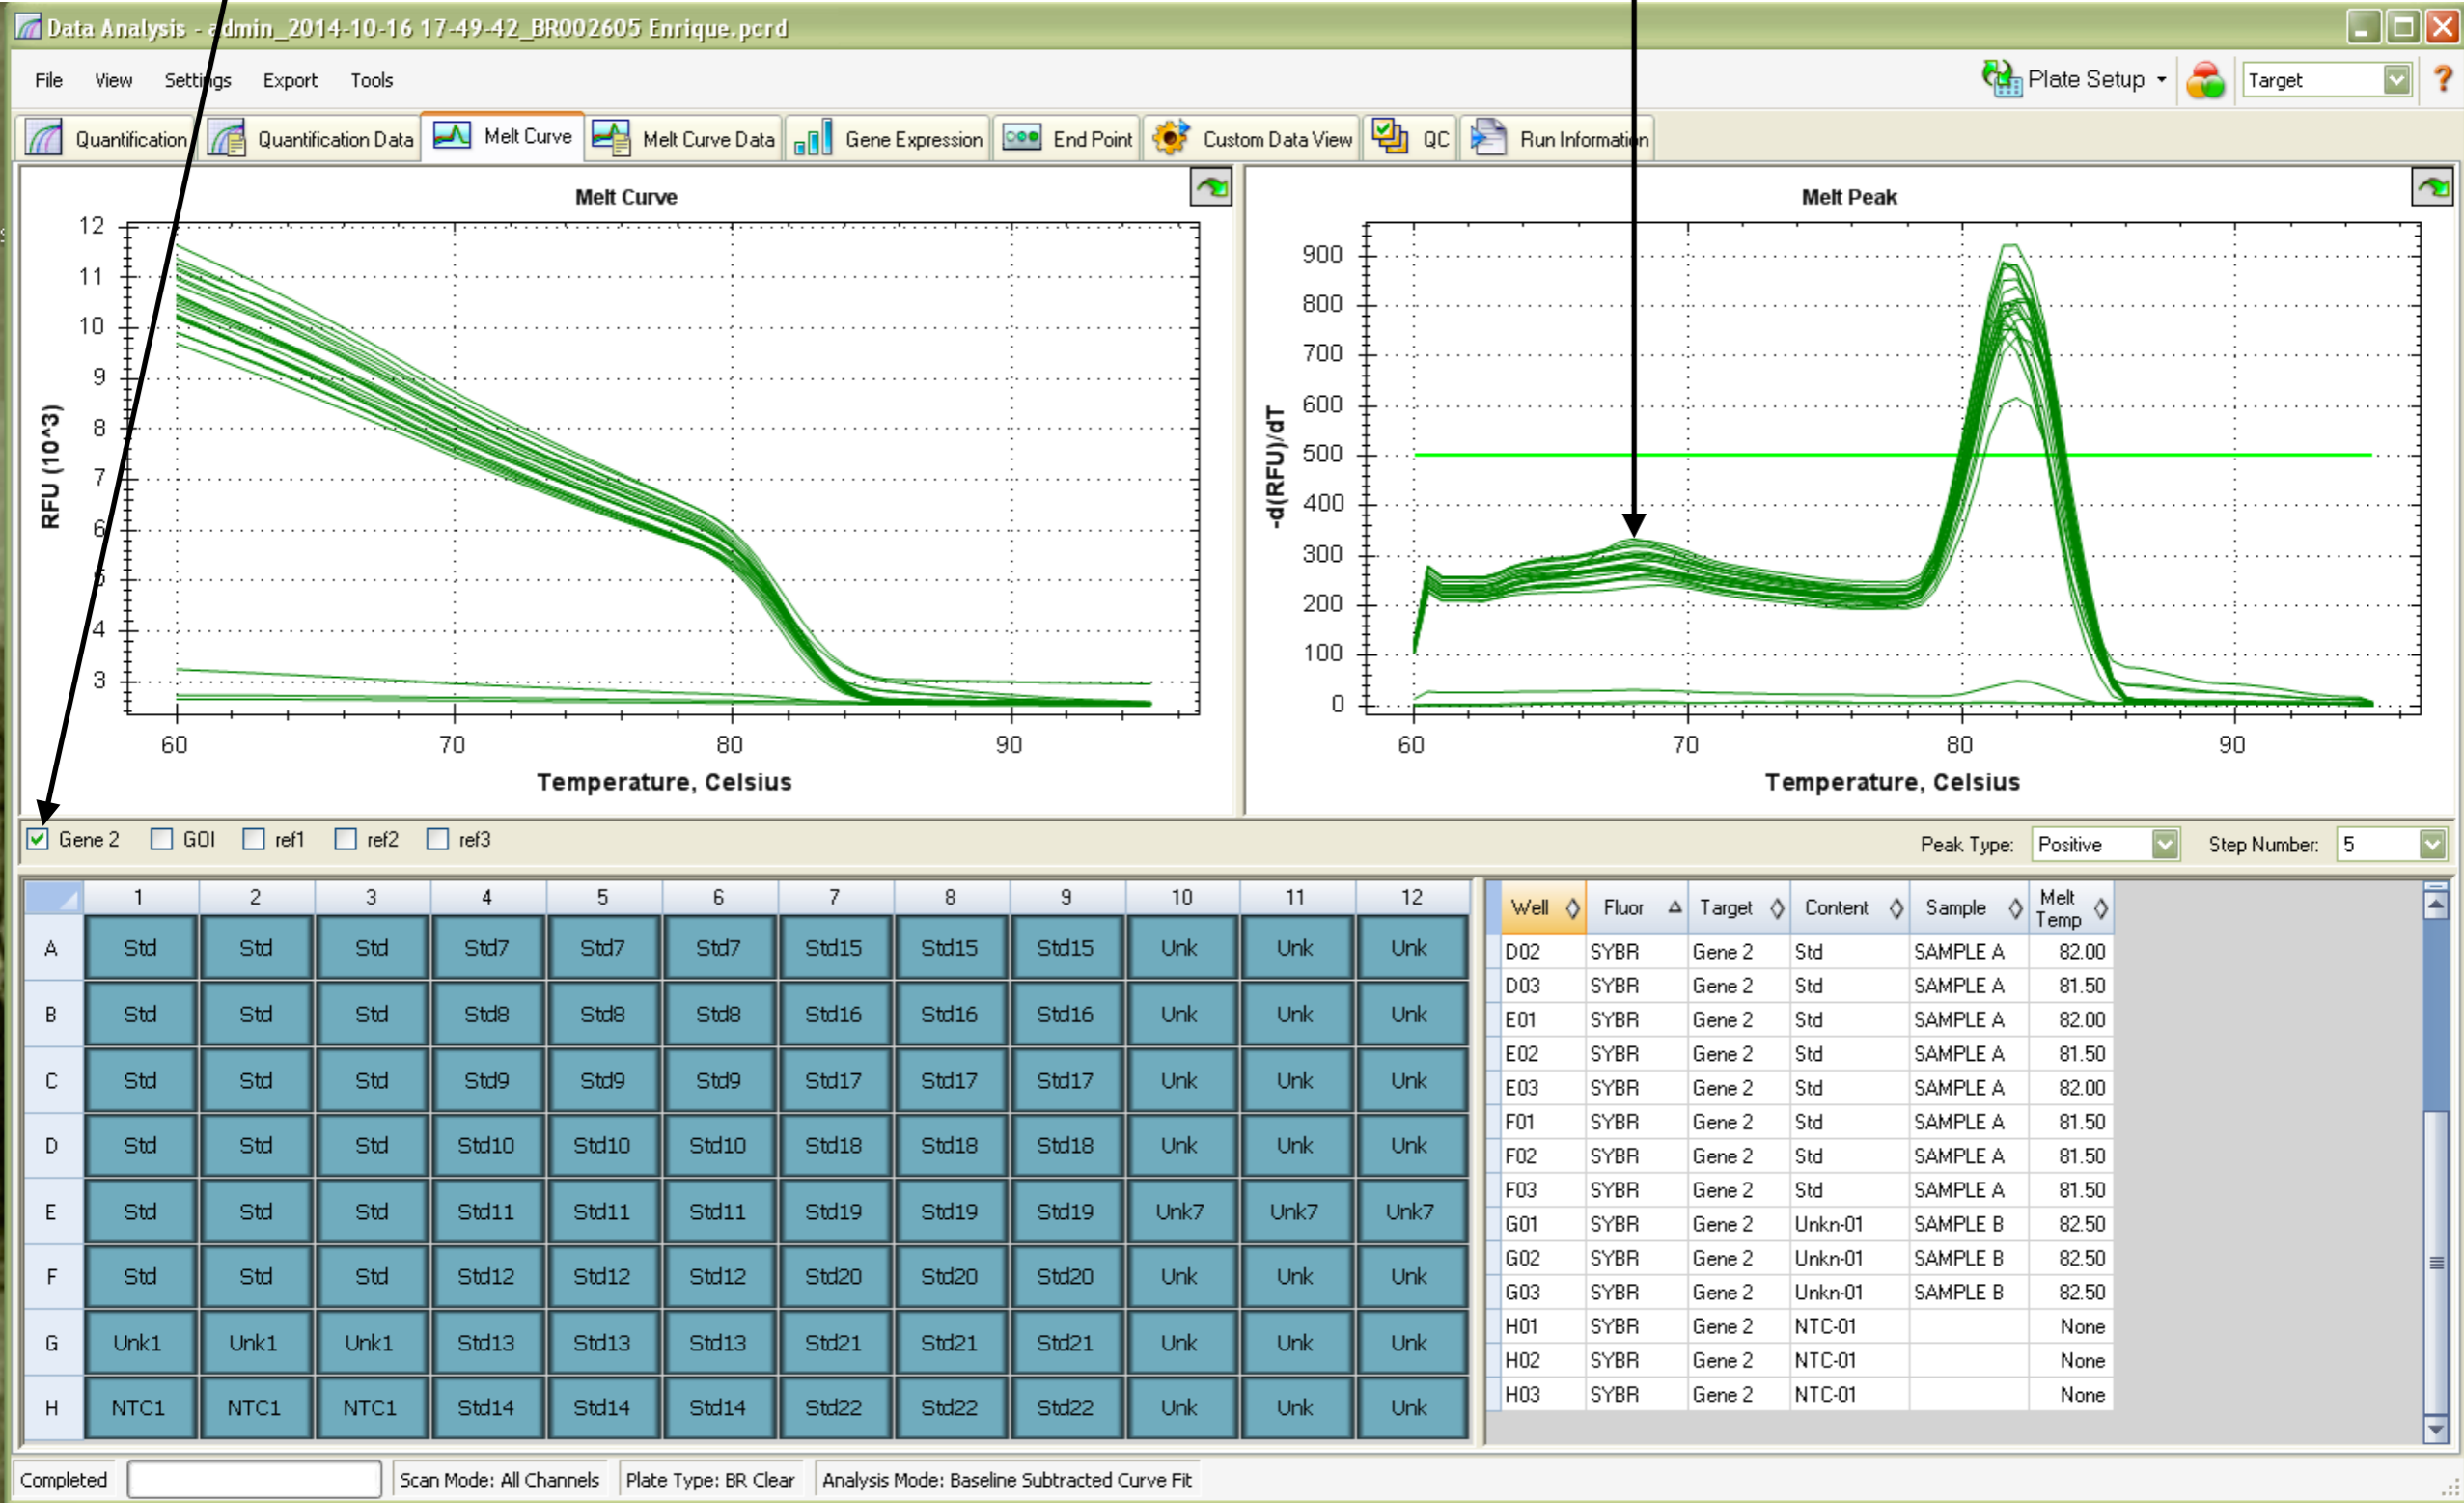 Data Analysis - admin_2014-10-16 17-49-42_BR002605 Enrique.pcrd
File View Settings Export Tools Plate Setup Target ?
Quantification Quantification Data Melt Curve Melt Curve Data Gene Expression End Point Custom Data View QC Run Information
Melt Curve
12
11
10
9
8
7
6
5
4
3
RFU (10^3)
60 70 80 90
Temperature, Celsius
Melt Peak
900
800
700
600
500
400
300
200
100
0
-d(RFU)/dT
60 70 80 90
Temperature, Celsius
Gene 2 GOI ref1 ref2 ref3 Peak Type: Positive Step Number: 5
1 2 3 4 5 6 7 8 9 10 11 12
A Std Std Std Std7 Std7 Std7 Std15 Std15 Std15 Unk Unk Unk
B Std Std Std Std8 Std8 Std8 Std16 Std16 Std16 Unk Unk Unk
C Std Std Std Std9 Std9 Std9 Std17 Std17 Std17 Unk Unk Unk
D Std Std Std Std10 Std10 Std10 Std18 Std18 Std18 Unk Unk Unk
E Std Std Std Std11 Std11 Std11 Std19 Std19 Std19 Unk7 Unk7 Unk7
F Std Std Std Std12 Std12 Std12 Std20 Std20 Std20 Unk Unk Unk
G Unk1 Unk1 Unk1 Std13 Std13 Std13 Std21 Std21 Std21 Unk Unk Unk
H NTC1 NTC1 NTC1 Std14 Std14 Std14 Std22 Std22 Std22 Unk Unk Unk
Well Fluor Target Content Sample Melt Temp
D02 SYBR Gene 2 Std SAMPLE A 82.00
D03 SYBR Gene 2 Std SAMPLE A 81.50
E01 SYBR Gene 2 Std SAMPLE A 82.00
E02 SYBR Gene 2 Std SAMPLE A 81.50
E03 SYBR Gene 2 Std SAMPLE A 82.00
F01 SYBR Gene 2 Std SAMPLE A 81.50
F02 SYBR Gene 2 Std SAMPLE A 81.50
F03 SYBR Gene 2 Std SAMPLE A 81.50
G01 SYBR Gene 2 Unkn-01 SAMPLE B 82.50
G02 SYBR Gene 2 Unkn-01 SAMPLE B 82.50
G03 SYBR Gene 2 Unkn-01 SAMPLE B 82.50
H01 SYBR Gene 2 NTC-01 None
H02 SYBR Gene 2 NTC-01 None
H03 SYBR Gene 2 NTC-01 None
Completed Scan Mode: All Channels Plate Type: BR Clear Analysis Mode: Baseline Subtracted Curve Fit